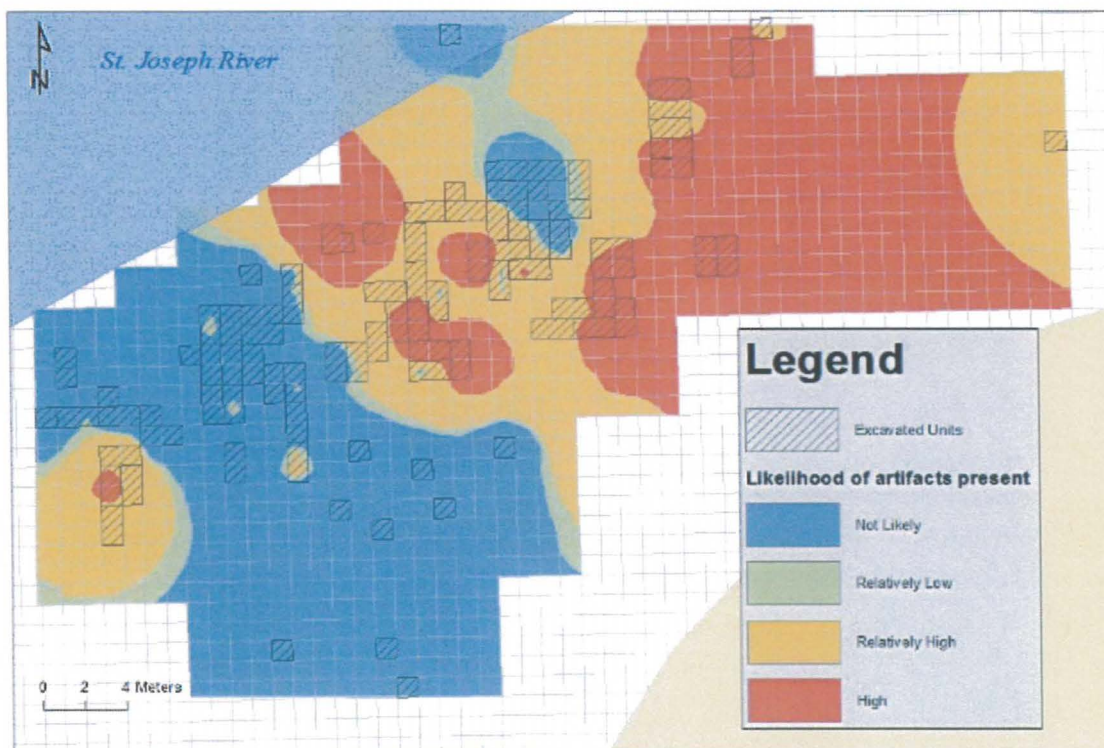 St. Joseph River
N
Legend
Excavated Units
Likelihood of artifacts present
Not Likely
Relatively Low
Relatively High
High
0 2 4 Meters